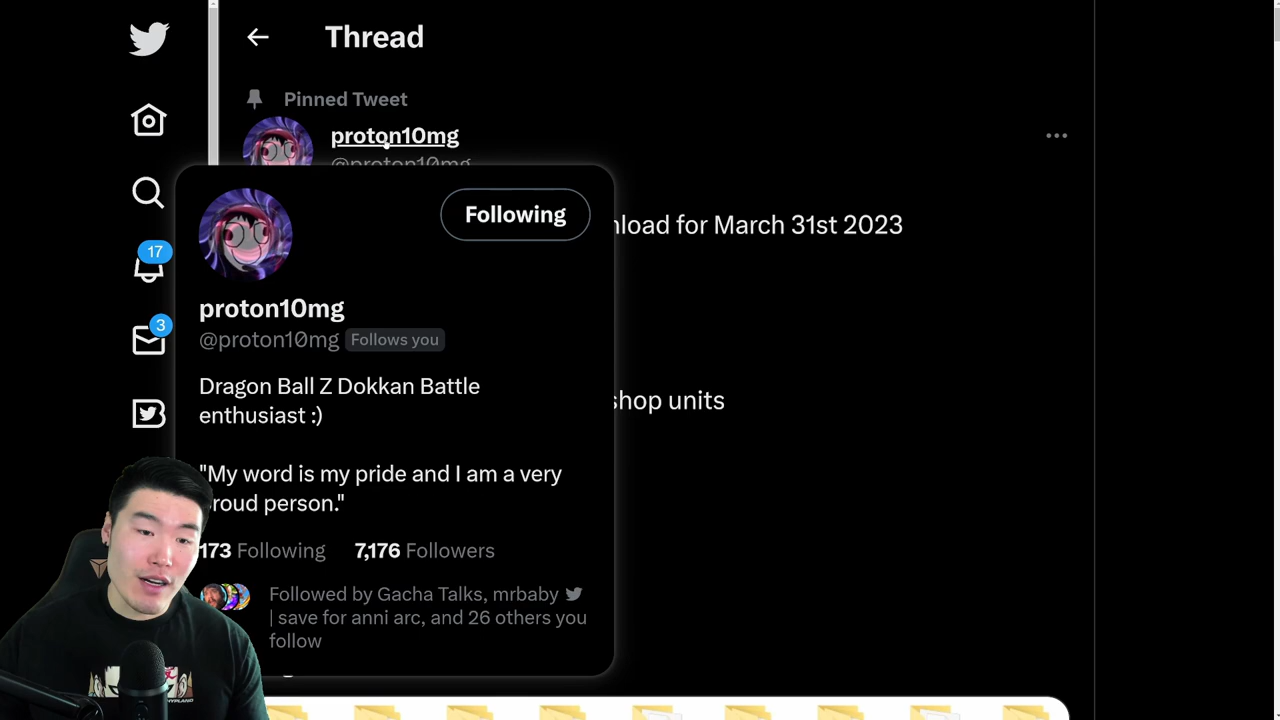 Thread
Pinned Tweet
proton10mg
@proton10mg
nload for March 31st 2023
Following
17
proton10mg
@proton10mg Follows you
3
Dragon Ball Z Dokkan Battle
enthusiast :)
shop units
"My word is my pride and I am a very
proud person."
173 Following 7,176 Followers
Followed by Gacha Talks, mrbaby
| save for anni arc, and 26 others you
follow